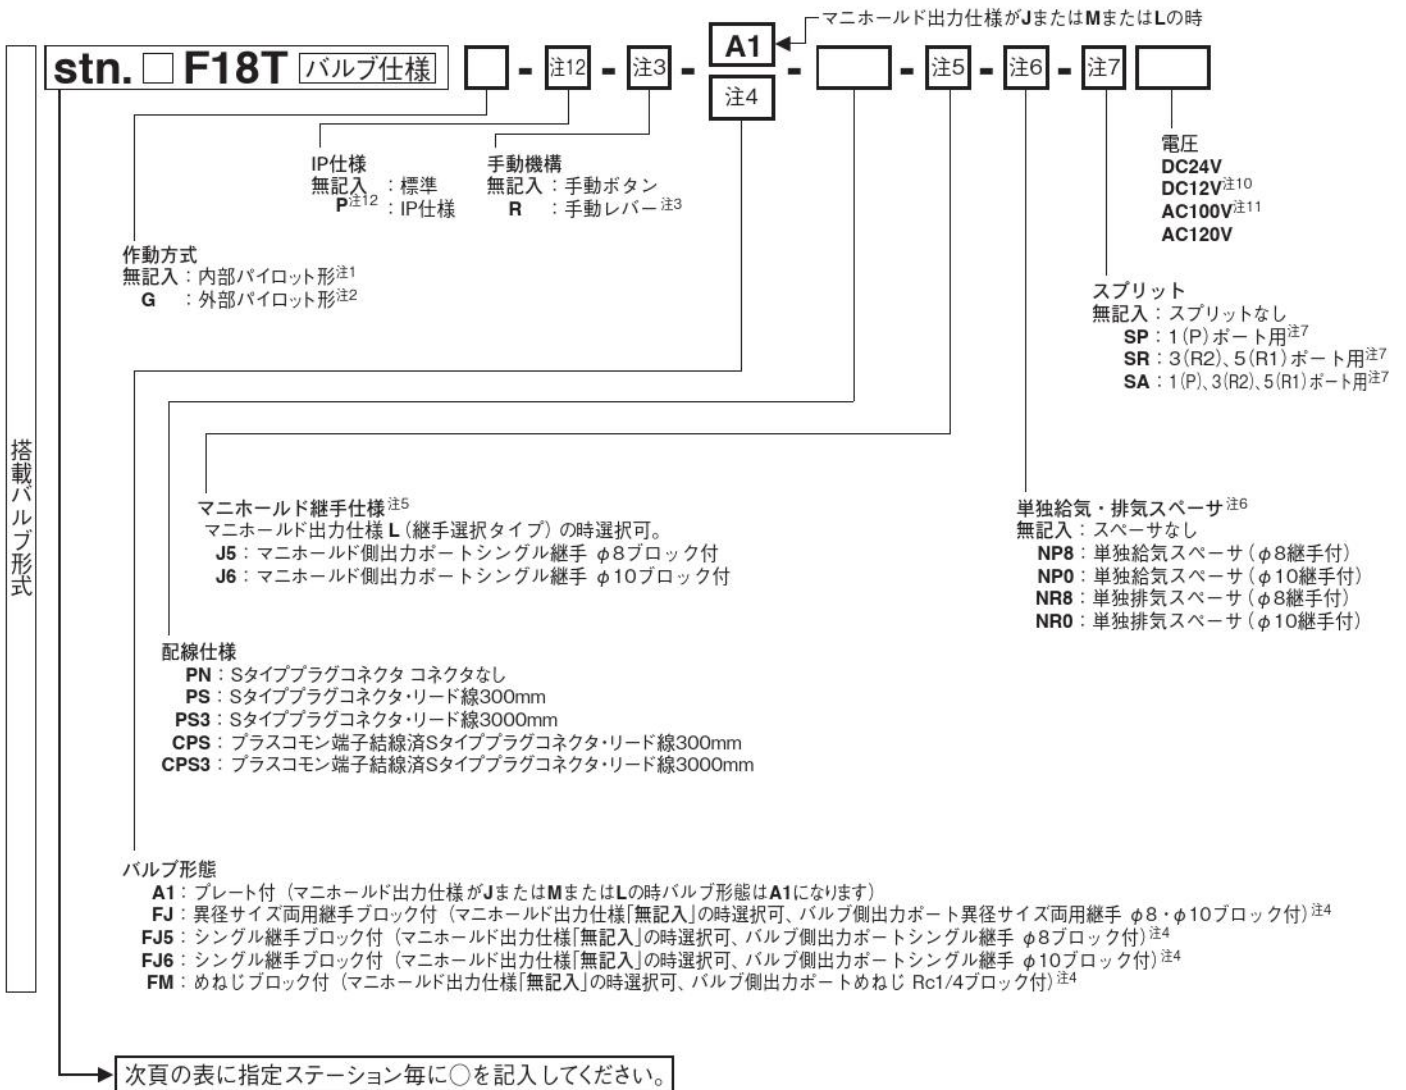 マニホールド出力仕様がJまたはMまたはLの時
stn. □ F18T バルブ仕様 □ - 注12 - 注3 - A1 - □ - 注5 - 注6 - 注7 □
注4
電圧
DC24V
DC12V注10
AC100V注11
AC120V
IP仕様
無記入 : 標準
P注12 : IP仕様
手動機構
無記入 : 手動ボタン
R : 手動レバー注3
作動方式
無記入 : 内部パイロット形注1
G : 外部パイロット形注2
スプリット
無記入 : スプリットなし
SP : 1(P)ポート用注7
SR : 3(R2)、5(R1)ポート用注7
SA : 1(P)、3(R2)、5(R1)ポート用注7
搭載バルブ形式
マニホールド継手仕様注5
マニホールド出力仕様 L(継手選択タイプ)の時選択可。
J5 : マニホールド側出力ポートシングル継手 φ8ブロック付
J6 : マニホールド側出力ポートシングル継手 φ10ブロック付
単独給気・排気スペーサ注6
無記入 : スペーサなし
NP8 : 単独給気スペーサ(φ8継手付)
NP0 : 単独給気スペーサ(φ10継手付)
NR8 : 単独排気スペーサ(φ8継手付)
NR0 : 単独排気スペーサ(φ10継手付)
配線仕様
PN : Sタイププラグコネクタ コネクタなし
PS : Sタイププラグコネクタ・リード線300mm
PS3 : Sタイププラグコネクタ・リード線3000mm
CPS : プラスコモン端子結線済Sタイププラグコネクタ・リード線300mm
CPS3 : プラスコモン端子結線済Sタイププラグコネクタ・リード線3000mm
バルブ形態
A1 : プレート付(マニホールド出力仕様がJまたはMまたはLの時バルブ形態はA1になります)
FJ : 異径サイズ両用継手ブロック付(マニホールド出力仕様「無記入」の時選択可、バルブ側出力ポート異径サイズ両用継手 φ8・φ10ブロック付)注4
FJ5 : シングル継手ブロック付(マニホールド出力仕様「無記入」の時選択可、バルブ側出力ポートシングル継手 φ8ブロック付)注4
FJ6 : シングル継手ブロック付(マニホールド出力仕様「無記入」の時選択可、バルブ側出力ポートシングル継手 φ10ブロック付)注4
FM : めねじブロック付(マニホールド出力仕様「無記入」の時選択可、バルブ側出力ポートめねじ Rc1/4ブロック付)注4
次頁の表に指定ステーション毎に○を記入してください。